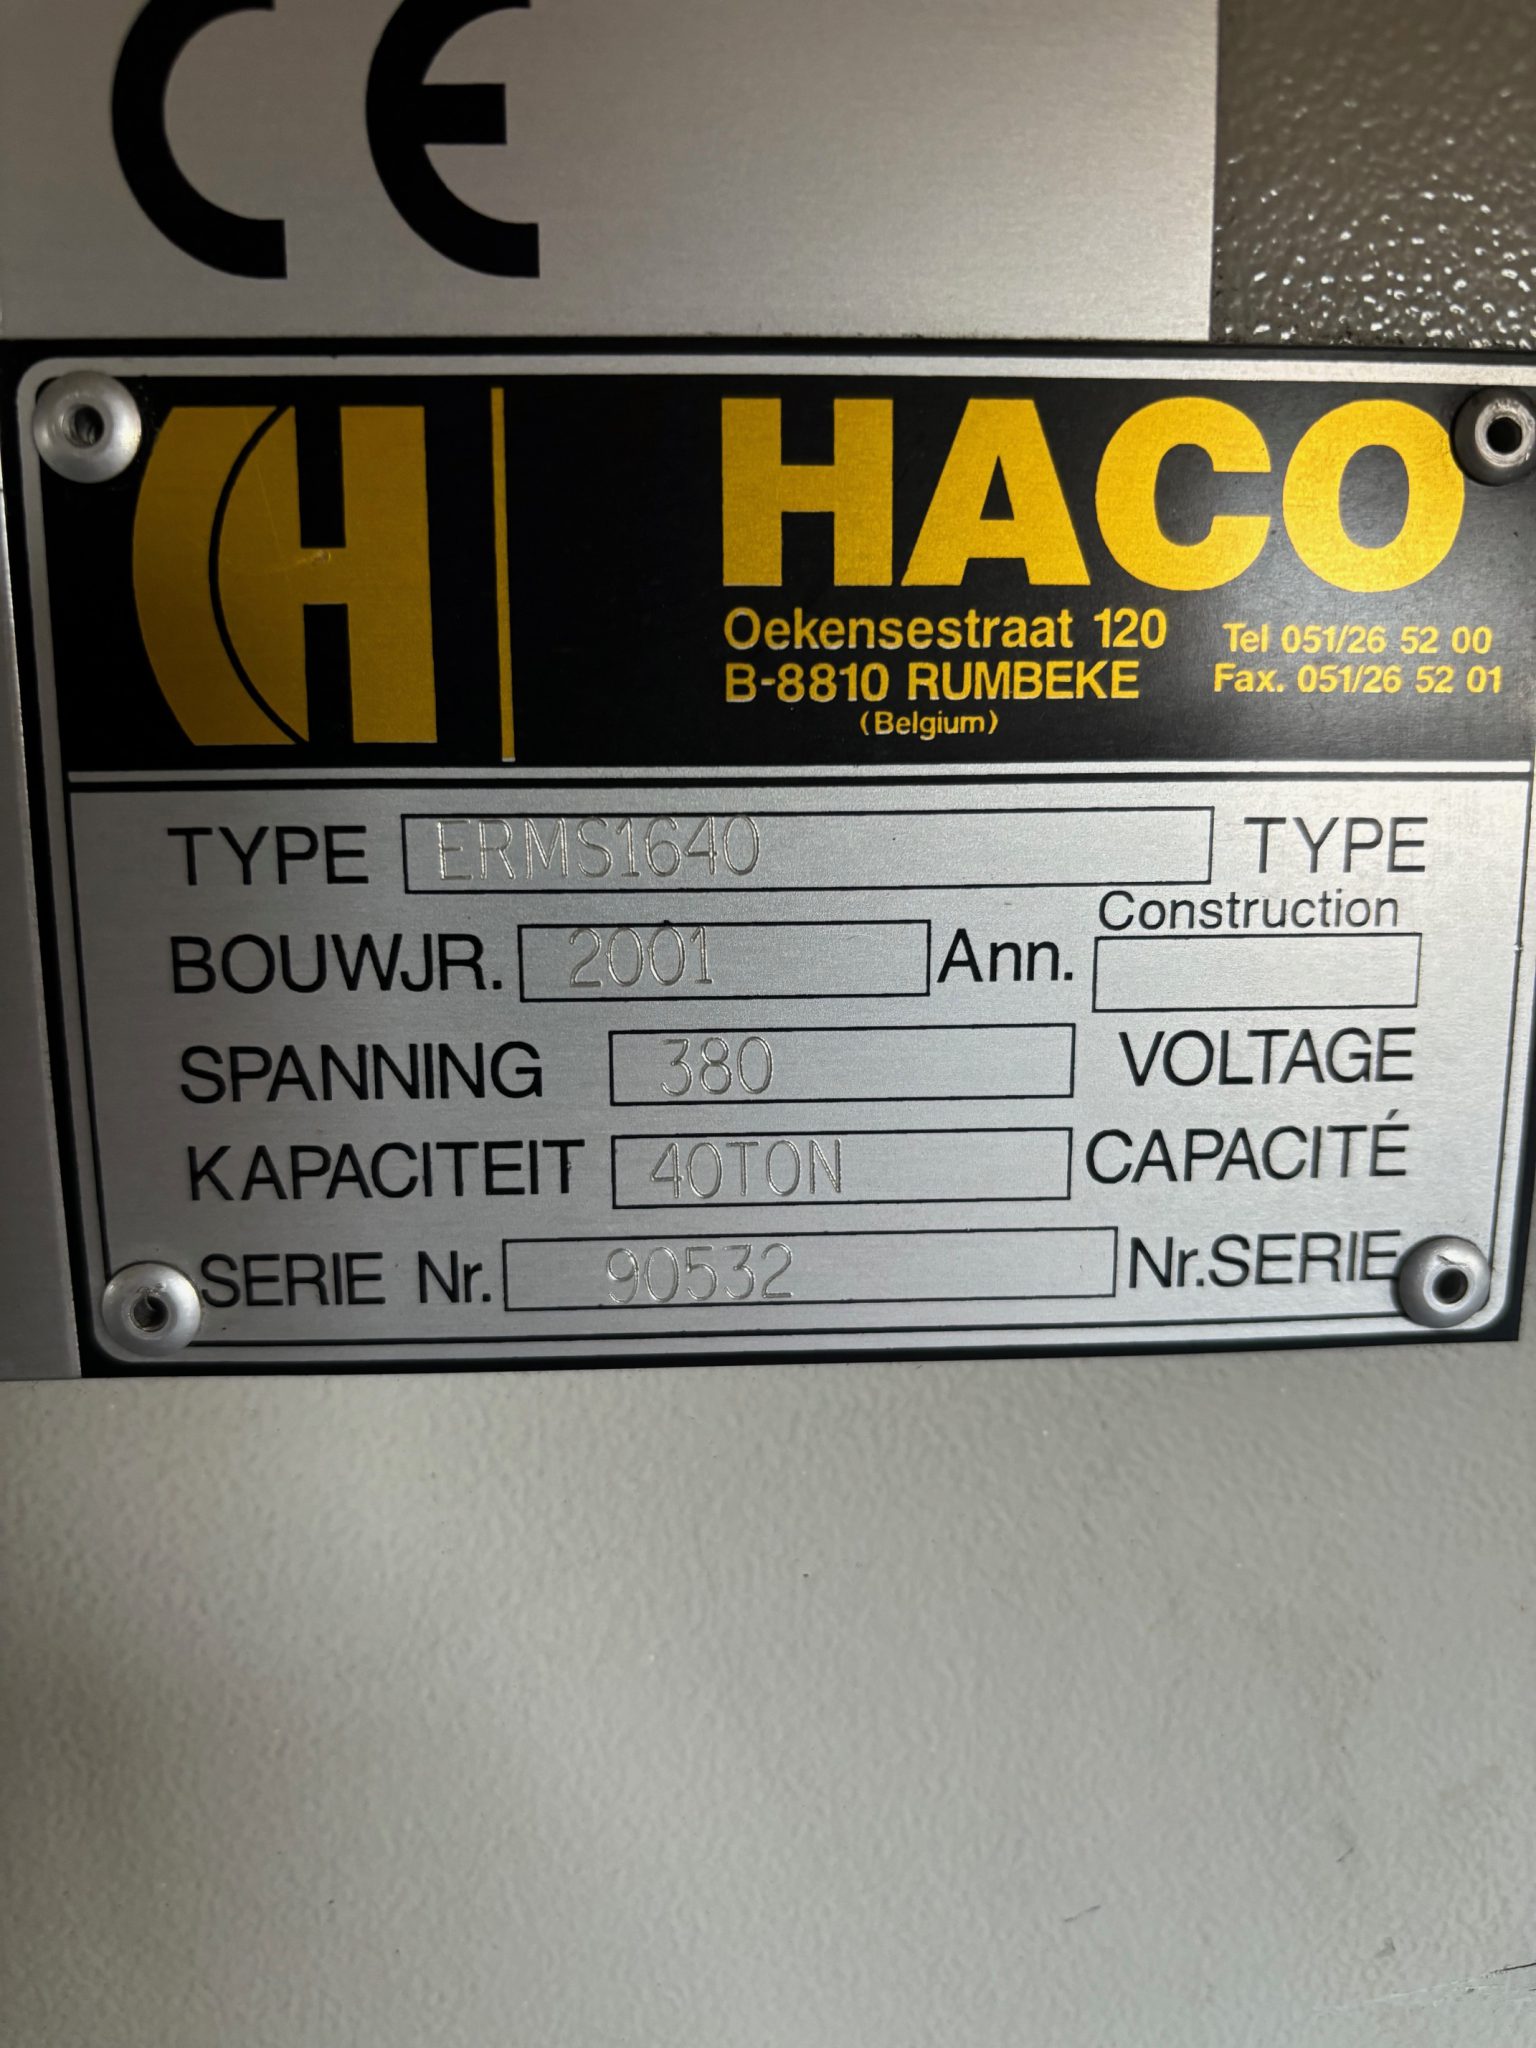 CE
H HACO
Oekensestraat 120 Tel 051/26 52 00
B-8810 RUMBEKE Fax. 051/26 52 01
(Belgium)
TYPE ERMS1640 TYPE
BOUWJR. 2001 Ann. Construction
SPANNING 380 VOLTAGE
KAPACITEIT 40TON CAPACITÉ
SERIE Nr. 90532 Nr.SERIE